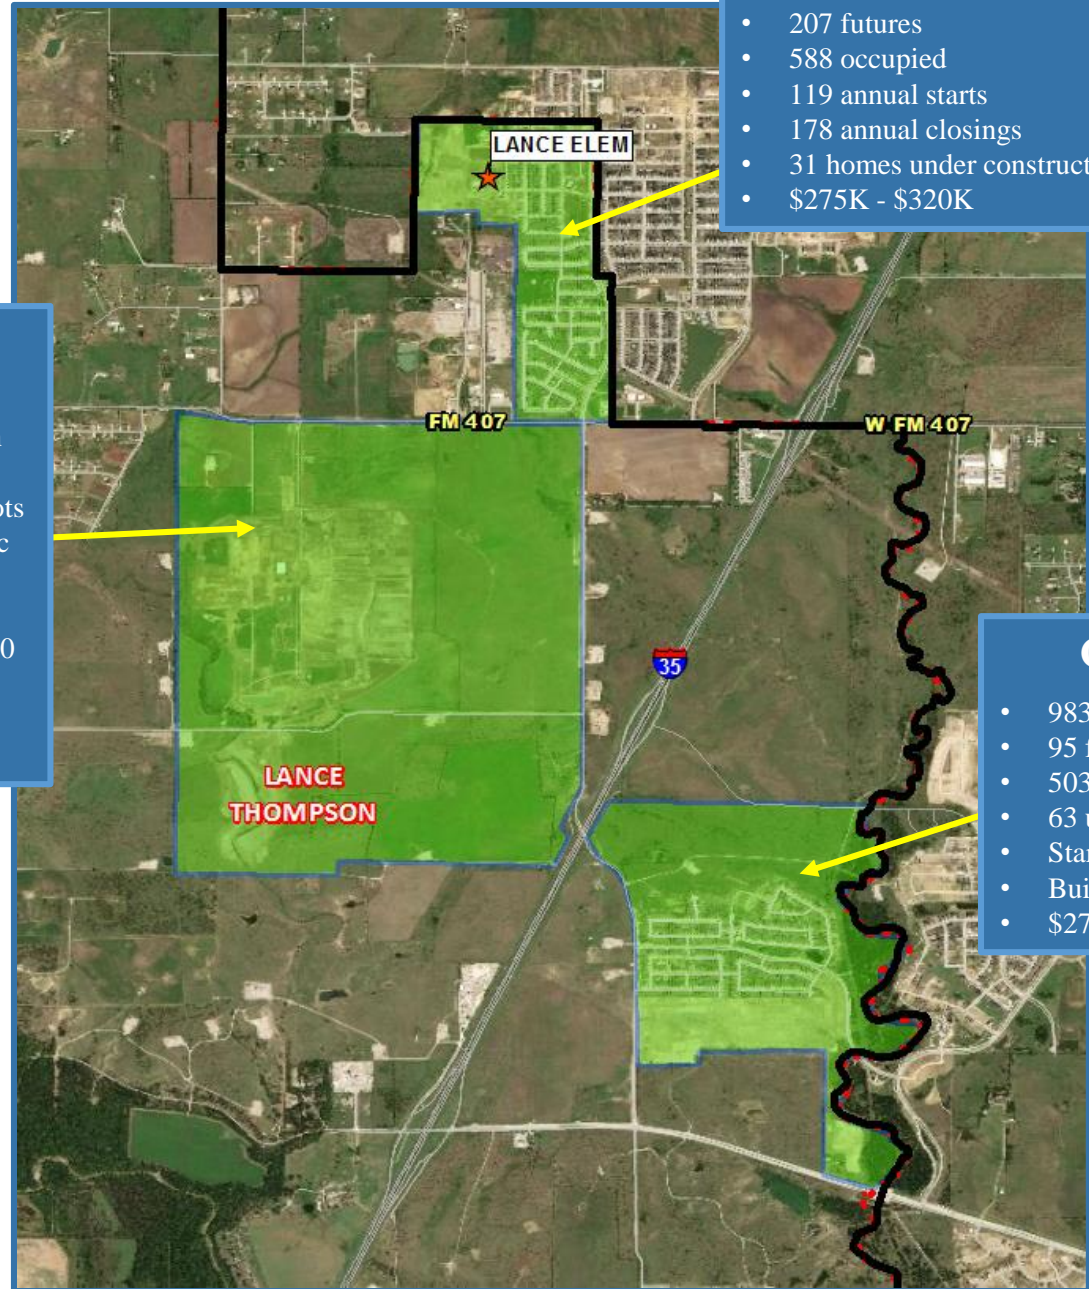 • 207 futures
• 588 occupied
• 119 annual starts
• 178 annual closings
• 31 homes under construct
• $275K - $320K
LANCE ELEM
FM 407
W FM 407
ots
c
0
35
LANCE
THOMPSON
• 983
• 95 f
• 503
• 63 u
• Star
• Bui
• $27